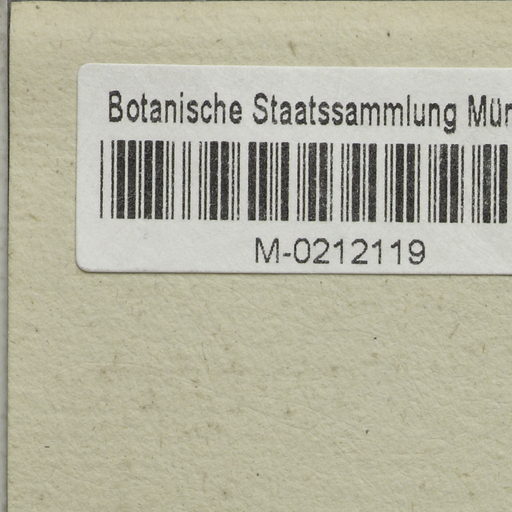 Botanische Staatssammlung Mün
M-0212119